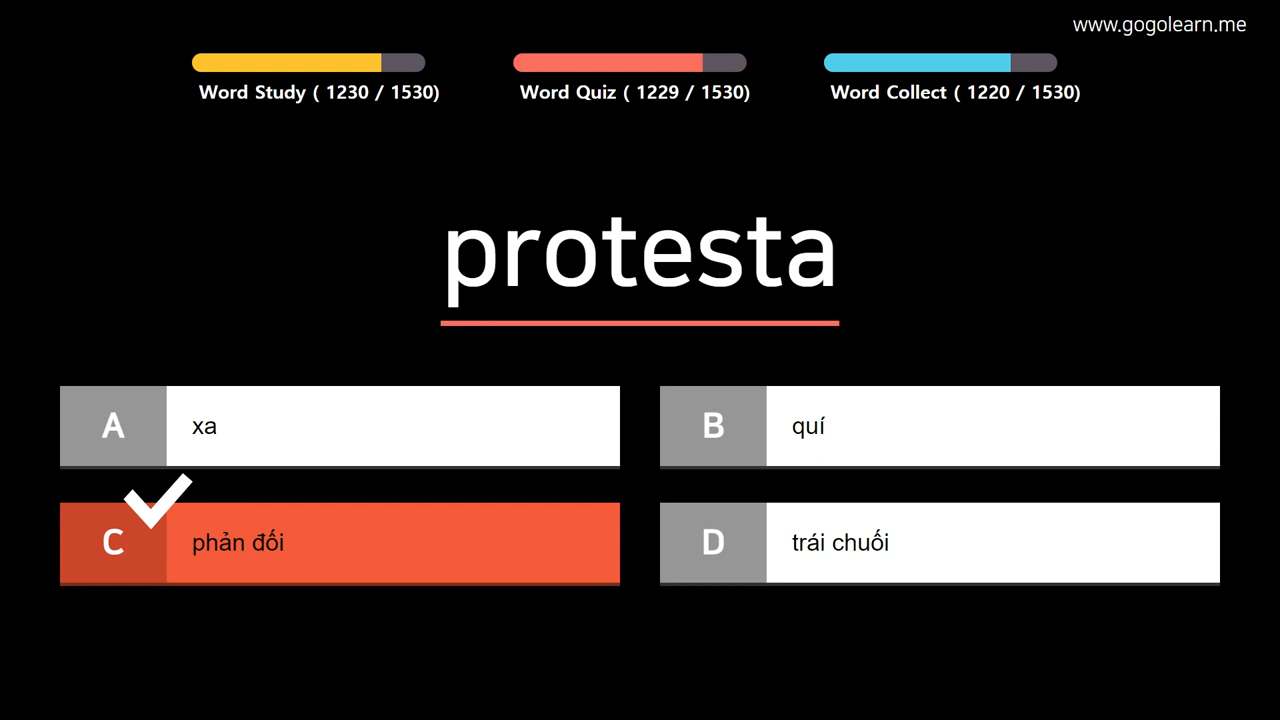 www.gogolearn.me
Word Study ( 1230 / 1530)
Word Quiz ( 1229 / 1530)
Word Collect ( 1220 / 1530)
protesta
A xa
B quí
C phản đối
D trái chuối